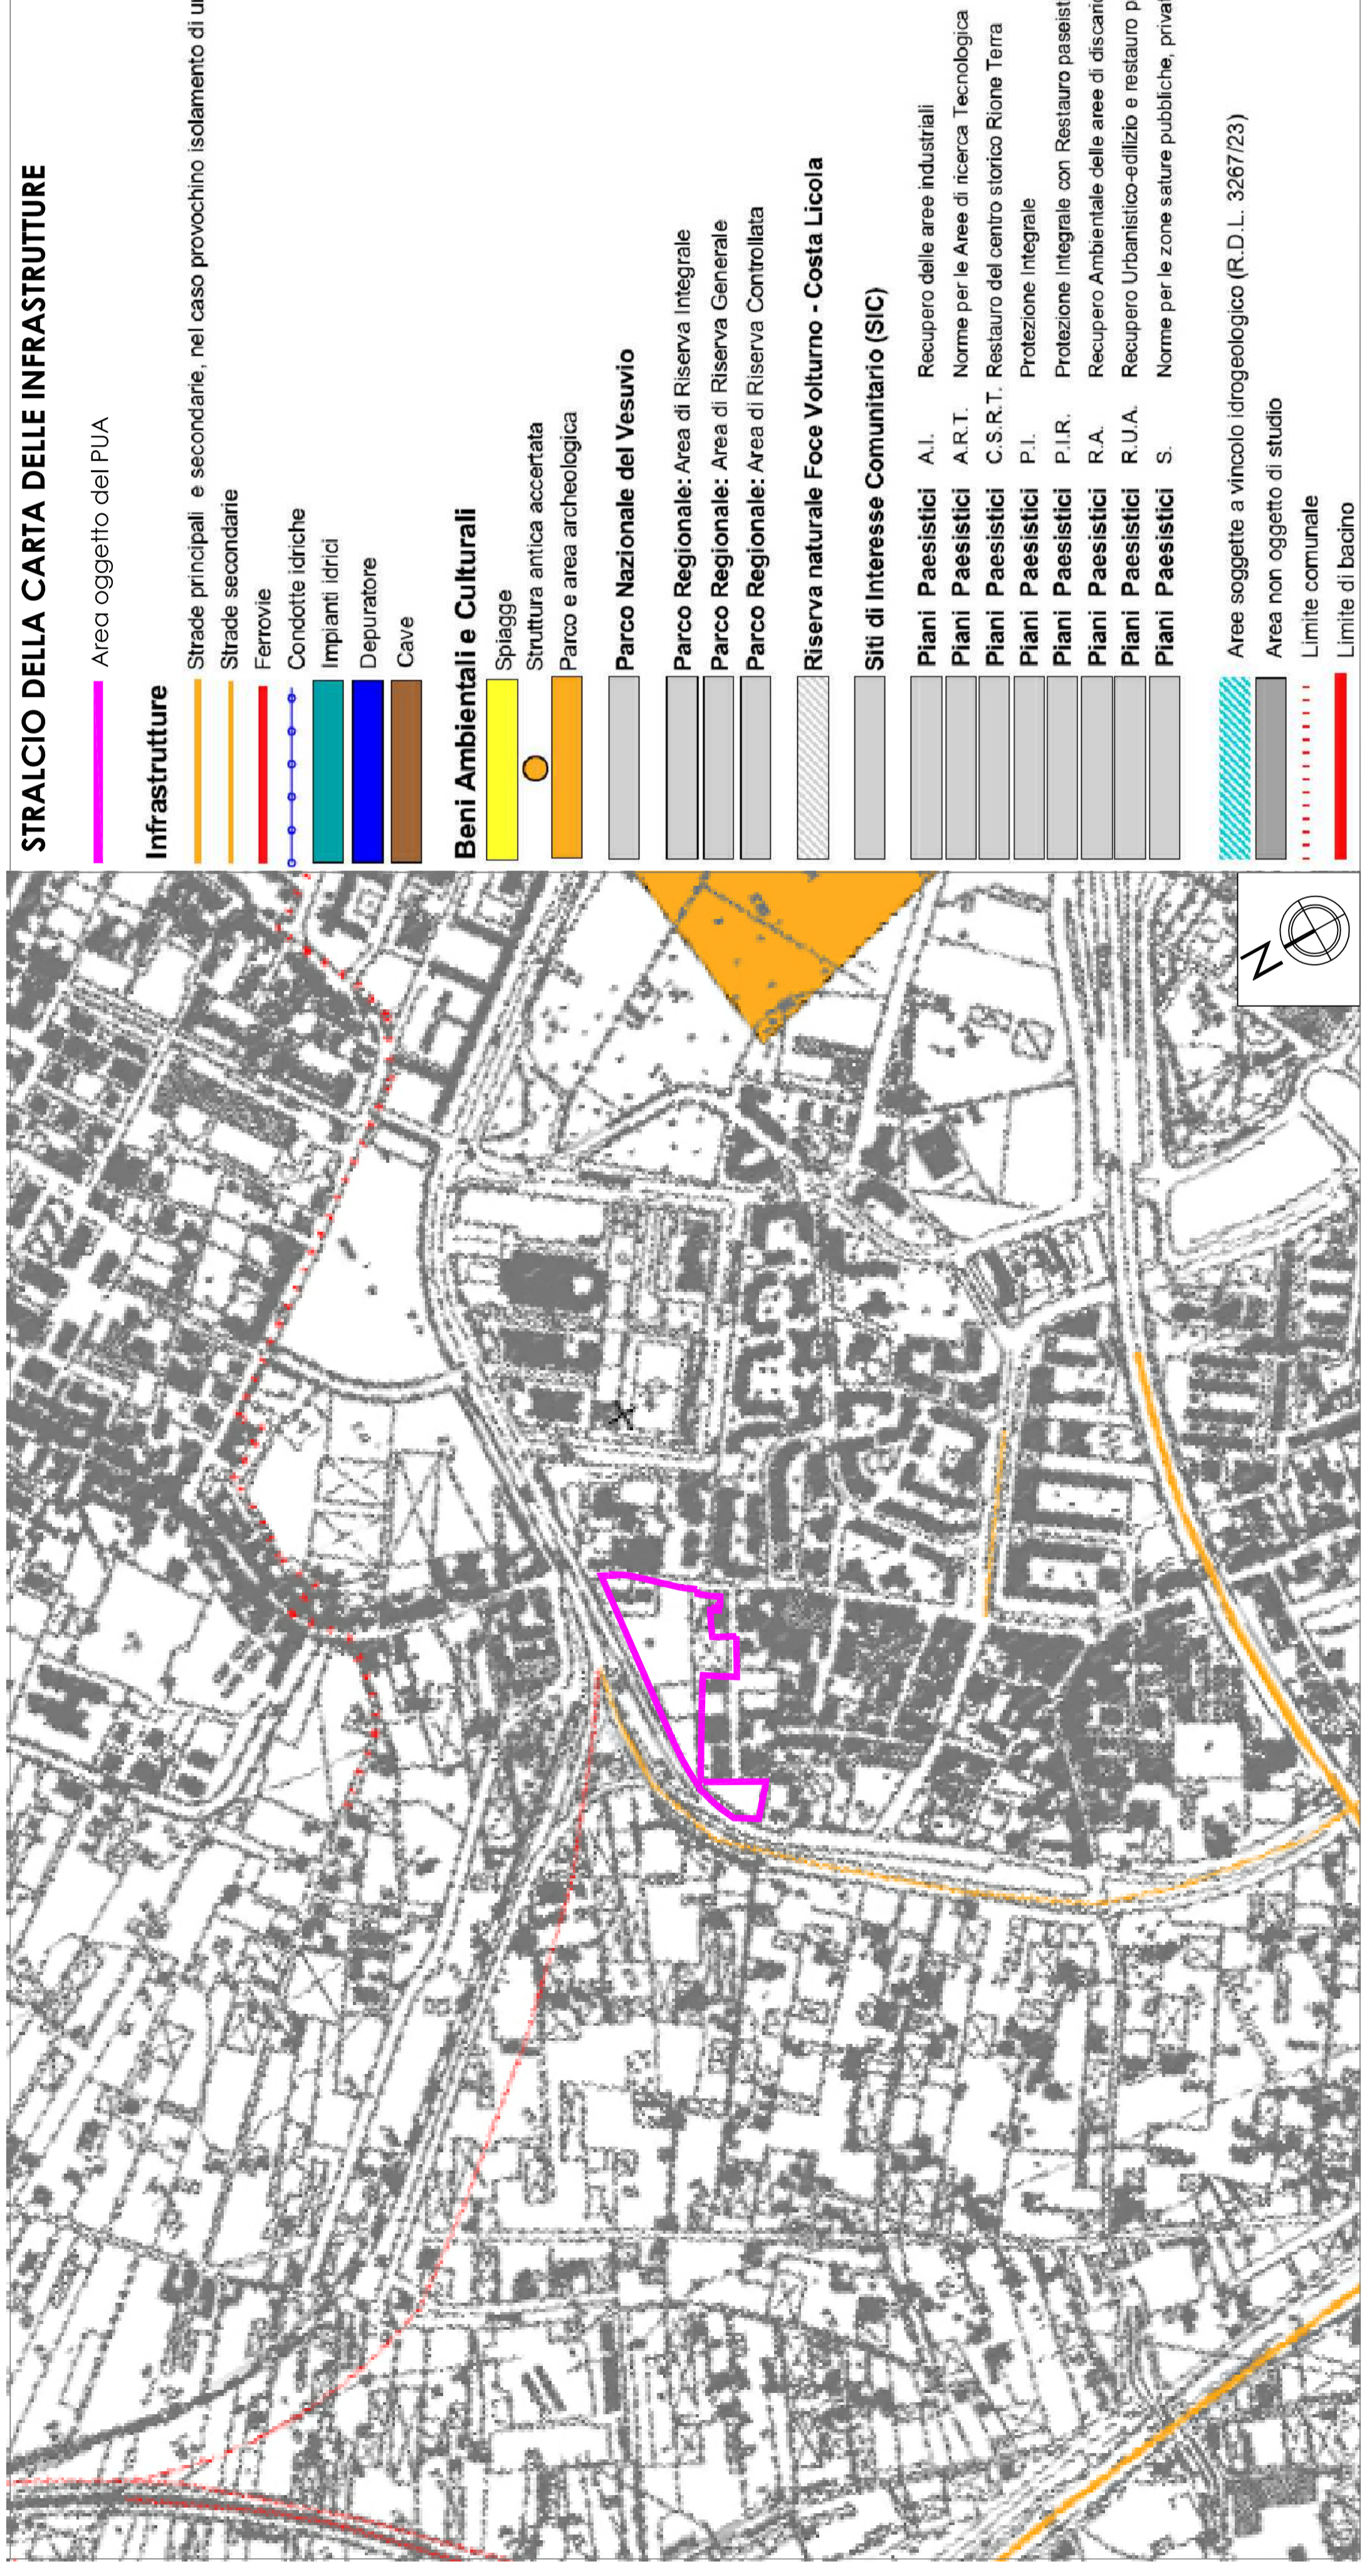 STRALCIO DELLA CARTA DELLE INFRASTRUTTURE
Area oggetto del PUA
Infrastrutture
Strade principali e secondarie, nel caso provochino isolamento di
Strade secondarie
Ferrovie
Condotte idriche
Impianti idrici
Depuratore
Cave
Beni Ambientali e Culturali
Spiagge
Struttura antica accertata
Parco e area archeologica
Parco Nazionale del Vesuvio
Parco Regionale: Area di Riserva Integrale
Parco Regionale: Area di Riserva Generale
Parco Regionale: Area di Riserva Controllata
Riserva naturale Foce Volturno - Costa Licola
Siti di Interesse Comunitario (SIC)
Piani Paesistici A.I. Recupero delle aree industriali
Piani Paesistici A.R.T. Norme per le Aree di ricerca Tecnologica
Piani Paesistici C.S.R.T. Restauro del centro storico Rione Terra
Piani Paesistici P.I. Protezione Integrale
Piani Paesistici P.I.R. Protezione Integrale con Restauro paseist
Piani Paesistici R.A. Recupero Ambientale delle aree di discari
Piani Paesistici R.U.A. Recupero Urbanistico-edilizio e restauro p
Piani Paesistici S. Norme per le zone sature pubbliche, priva
Aree soggette a vincolo idrogeologico (R.D.L. 3267/23)
Area non oggetto di studio
Limite comunale
Limite di bacino
N